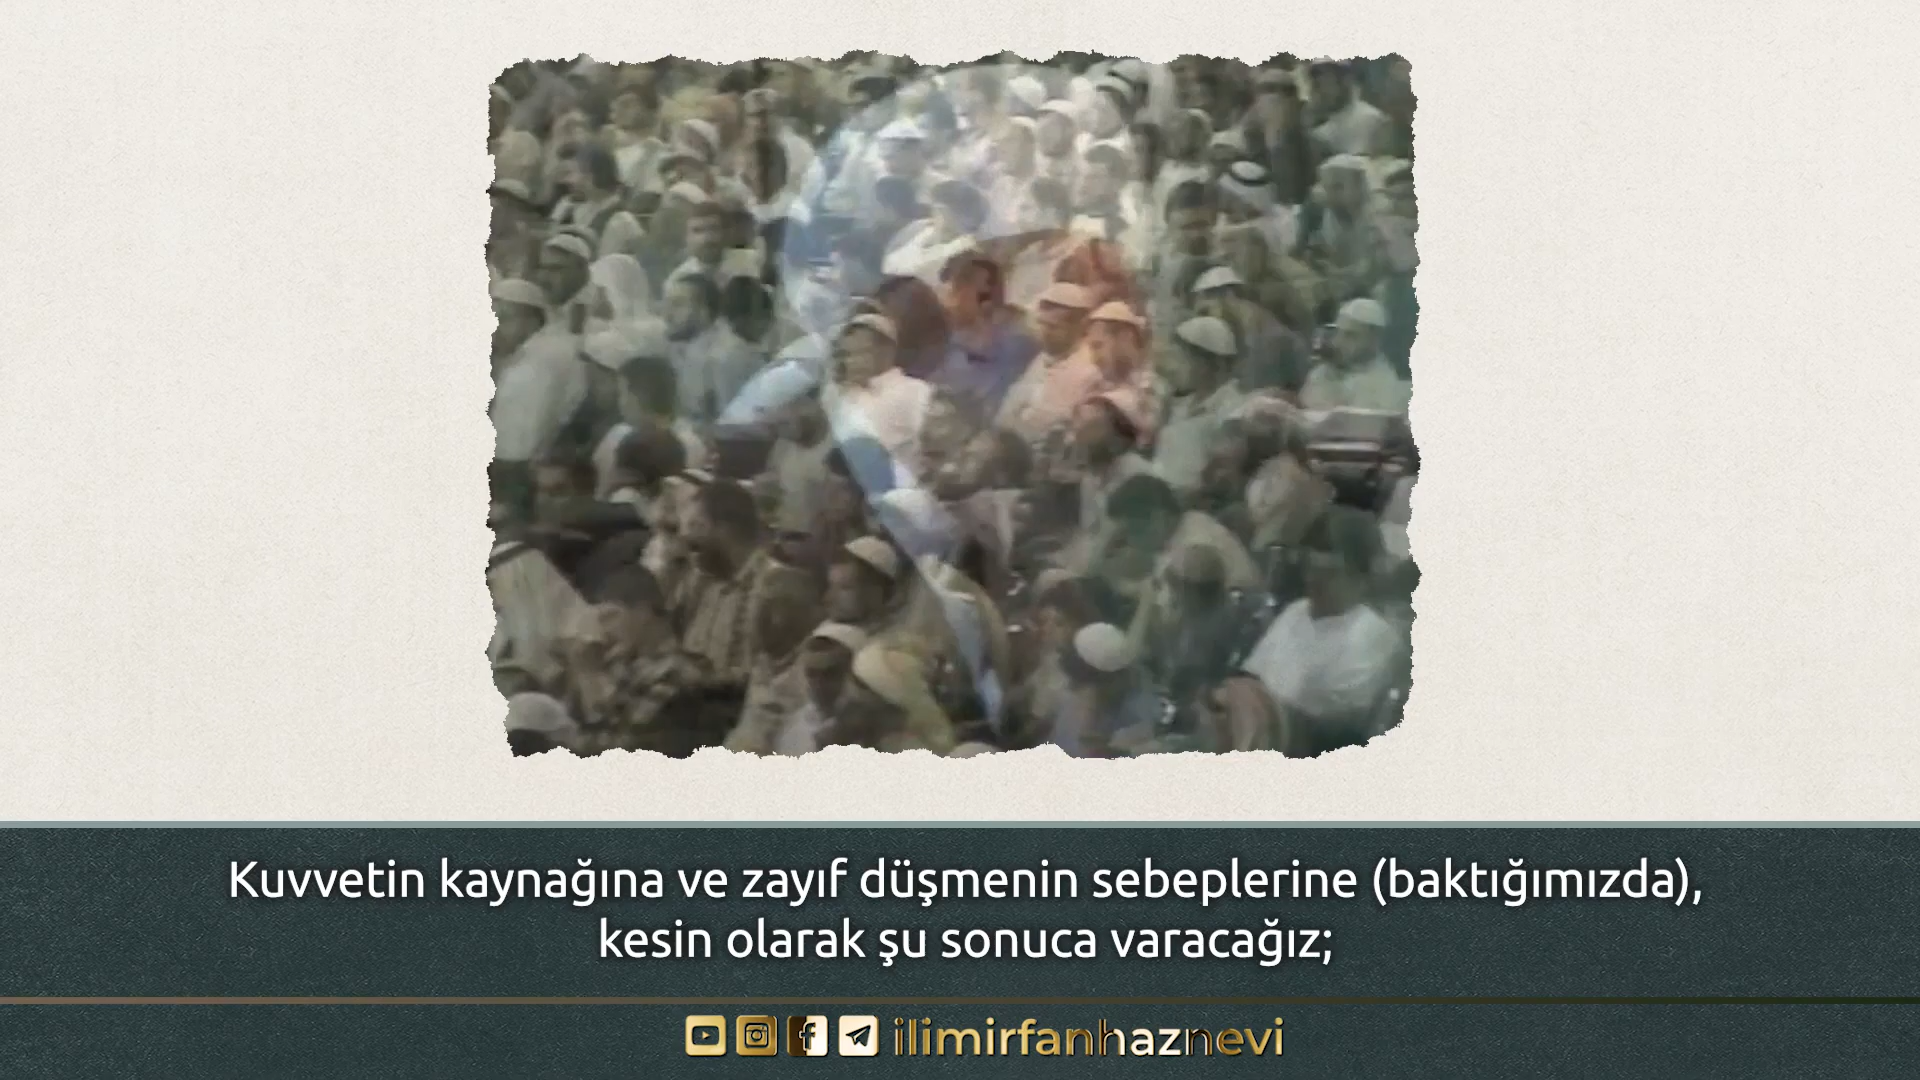 Kuvvetin kaynağına ve zayıf düşmenin sebeplerine (baktığımızda),
kesin olarak şu sonuca varacağız;
ilimirfanhaznevi